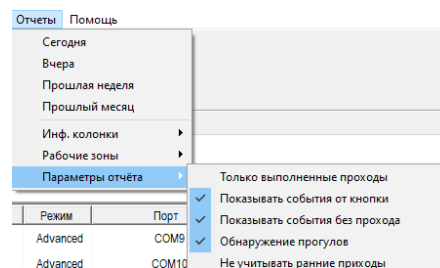 Отчеты Помощь
Сегодня
Вчера
Прошлая неделя
Прошлый месяц
Инф. колонки
Рабочие зоны
Параметры отчёта
Только выполненные проходы
Показывать события от кнопки
Показывать события без прохода
Обнаружение прогулов
Не учитывать ранние приходы
Режим Порт
Advanced COM9
Advanced COM10